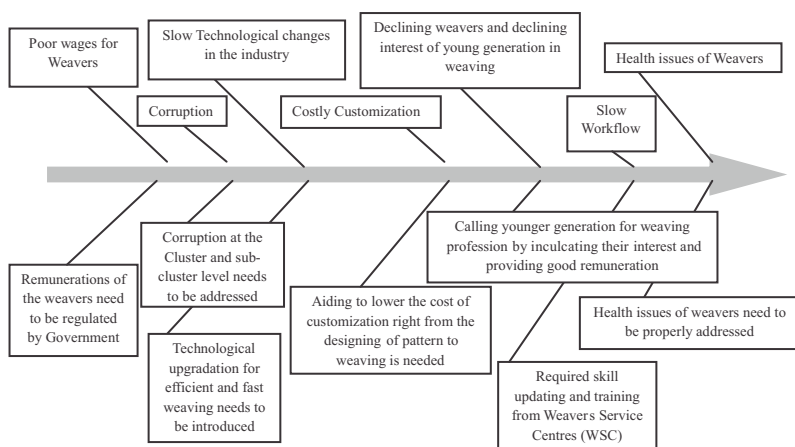 Poor wages for
Weavers
Slow Technological changes
in the industry
Declining weavers and declining
interest of young generation in
weaving
Health issues of Weavers
Corruption
Costly Customization
Slow
Workflow
Remunerations of
the weavers need
to be regulated
by Government
Corruption at the
Cluster and sub-
cluster level needs
to be addressed
Technological
upgradation for
efficient and fast
weaving needs to
be introduced
Aiding to lower the cost of
customization right from the
designing of pattern to
weaving is needed
Calling younger generation for weaving
profession by inculcating their interest and
providing good remuneration
Required skill
updating and training
from Weavers Service
Centres (WSC)
Health issues of weavers need to
be properly addressed